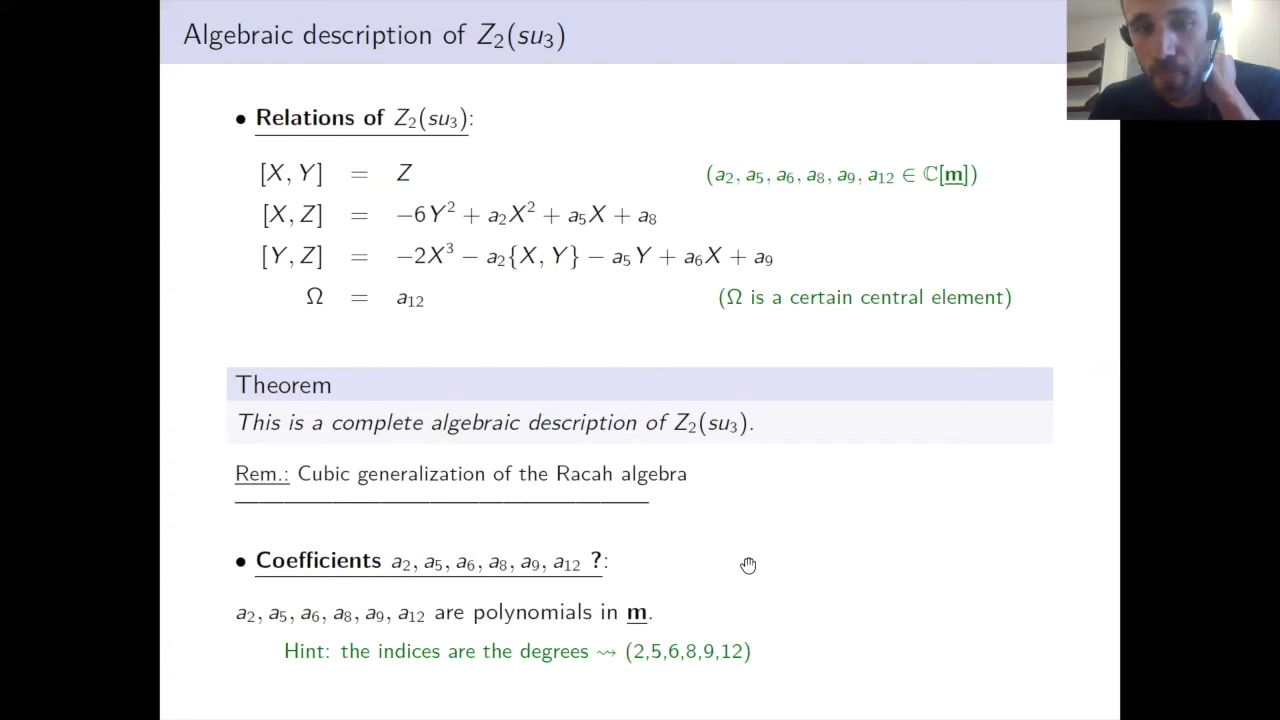 Algebraic description of Z₂(su₃)
• Relations of Z₂(su₃):
[X, Y] = Z (a₂, a₅, a₆, a₈, a₉, a₁₂ ∈ ℂ[m])
[X, Z] = −6Y² + a₂X² + a₅X + a₈
[Y, Z] = −2X³ − a₂{X, Y} − a₅Y + a₆X + a₉
Ω = a₁₂ (Ω is a certain central element)
Theorem
This is a complete algebraic description of Z₂(su₃).
Rem.: Cubic generalization of the Racah algebra
• Coefficients a₂, a₅, a₆, a₈, a₉, a₁₂ ?:
a₂, a₅, a₆, a₈, a₉, a₁₂ are polynomials in m.
Hint: the indices are the degrees ⇝ (2,5,6,8,9,12)